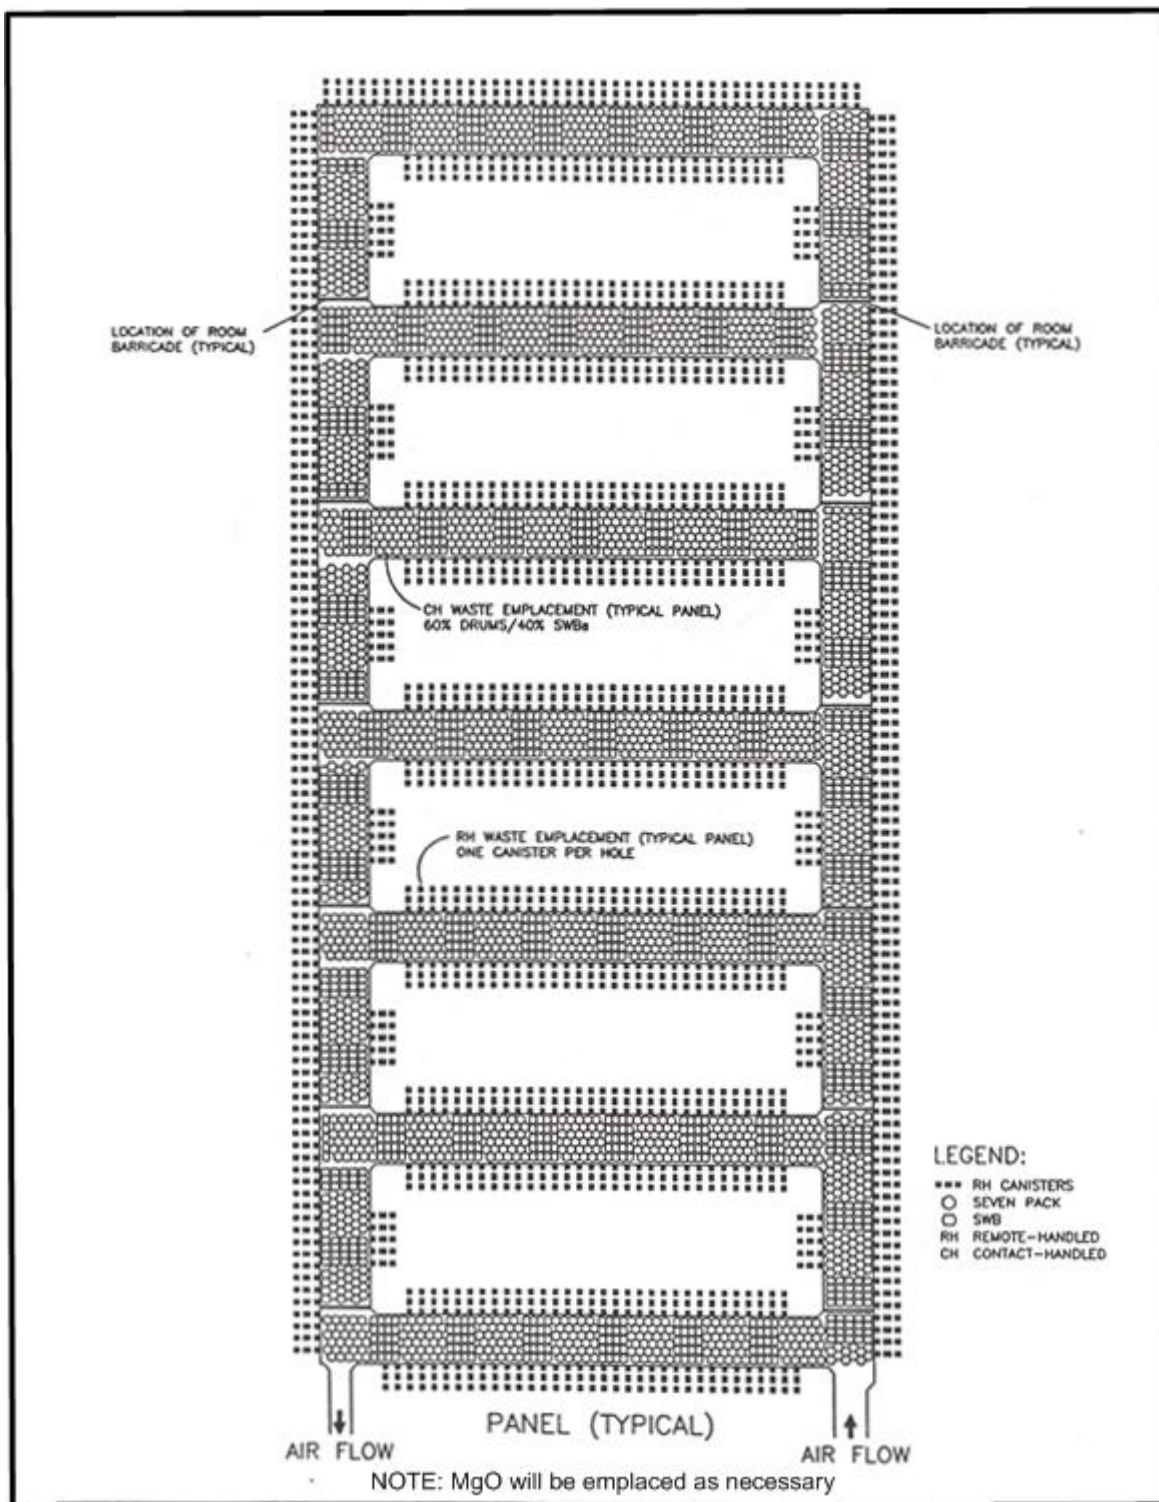 LOCATION OF ROOM
BARRICADE (TYPICAL)
LOCATION OF ROOM
BARRICADE (TYPICAL)
CH WASTE EMPLACEMENT (TYPICAL PANEL)
60% DRUMS/40% SWBs
RH WASTE EMPLACEMENT (TYPICAL PANEL)
ONE CANISTER PER HOLE
LEGEND:
RH CANISTERS
SEVEN PACK
SWB
RH REMOTE-HANDLED
CH CONTACT-HANDLED
PANEL (TYPICAL)
AIR FLOW
AIR FLOW
NOTE: MgO will be emplaced as necessary